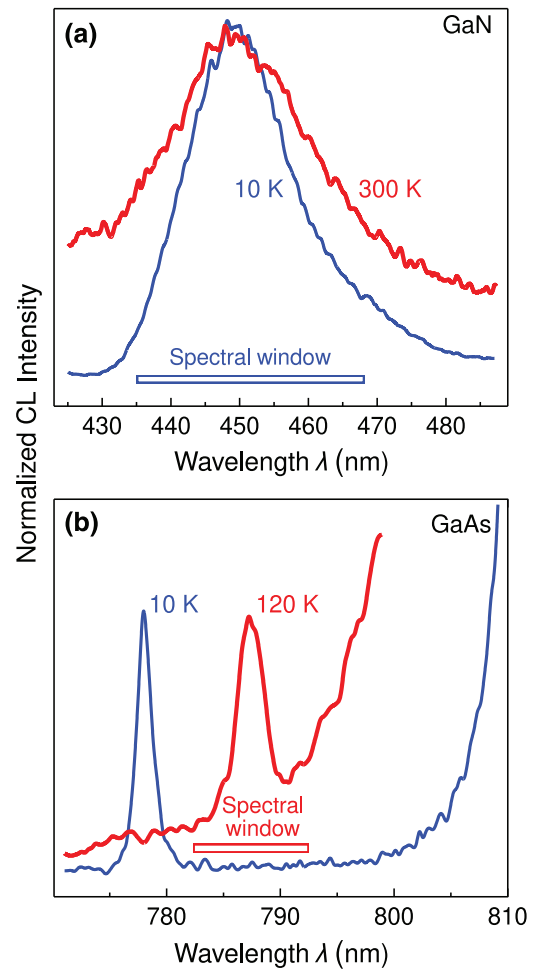 (a)
GaN
10 K
300 K
Spectral window
430 440 450 460 470 480
Wavelength λ (nm)
Normalized CL Intensity
(b)
GaAs
10 K
120 K
Spectral
window
780 790 800 810
Wavelength λ (nm)